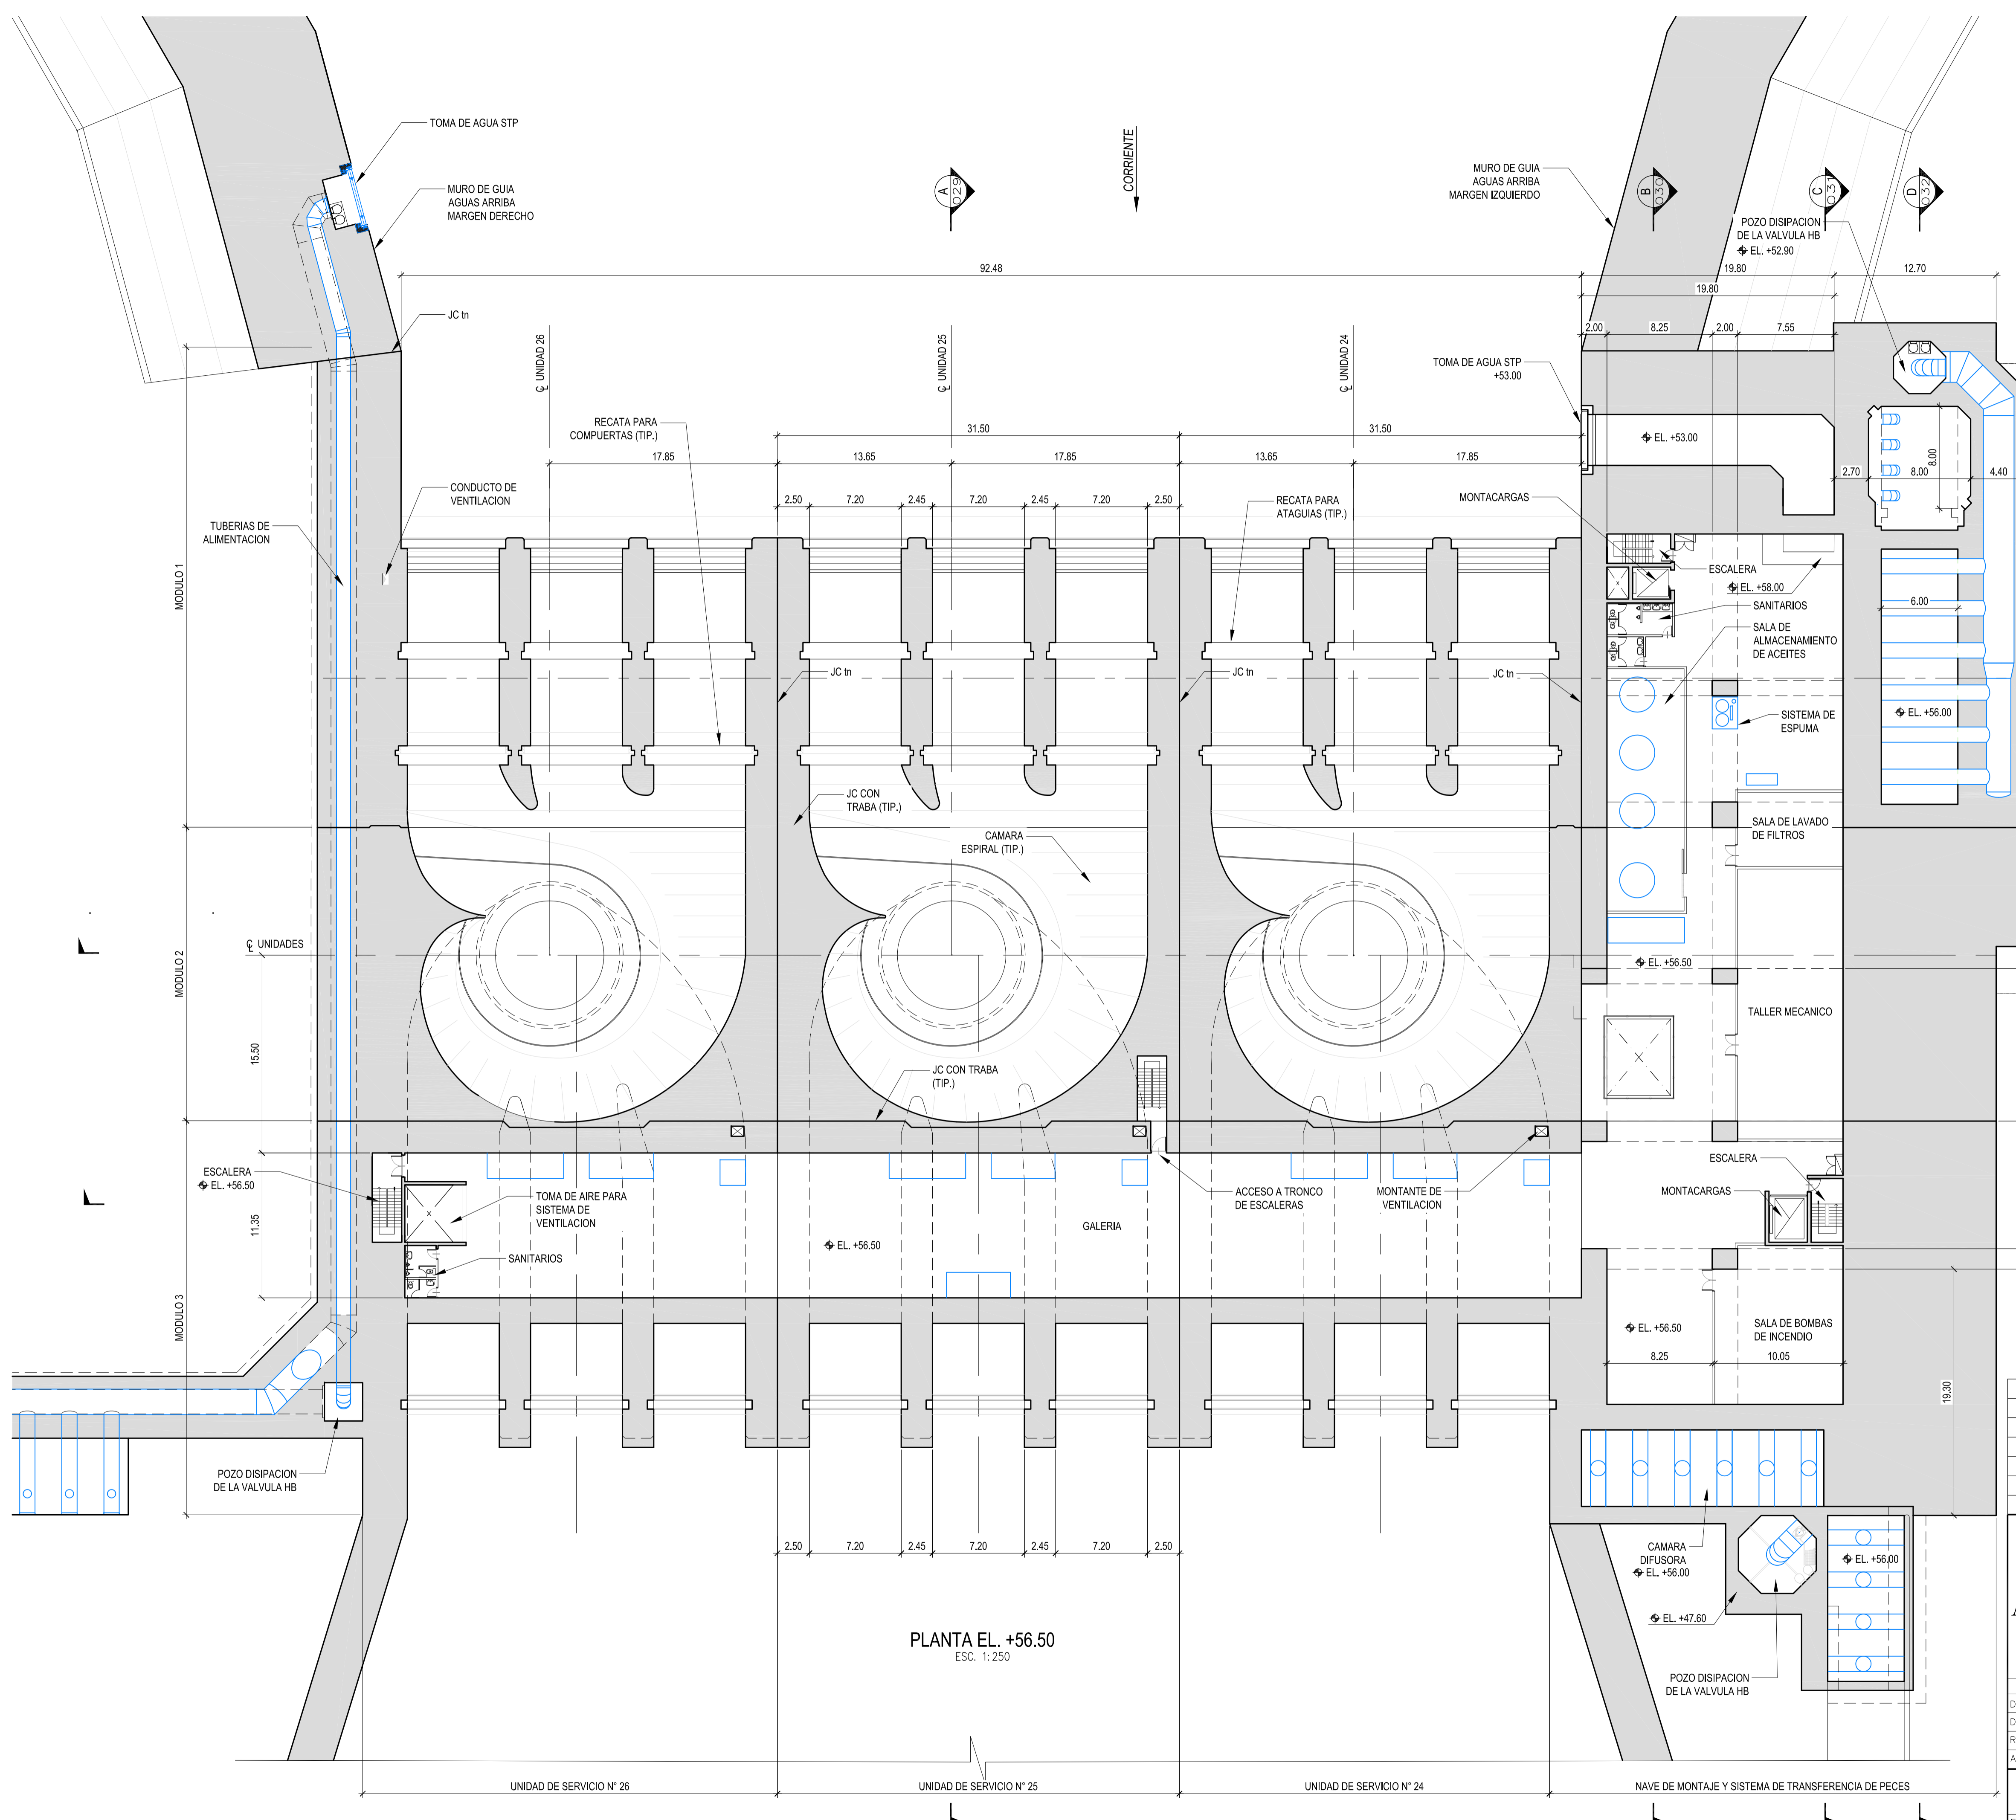 TOMA DE AGUA STP
MURO DE GUIA
AGUAS ARRIBA
MARGEN DERECHO
JC tn
A
029
CORRIENTE
MURO DE GUIA
AGUAS ARRIBA
MARGEN IZQUIERDO
B
030
C
031
D
032
POZO DISIPACION
DE LA VALVULA HB
EL. +52.90
92.48
19.80
12.70
19.80
2.00
8.25
2.00
7.55
℄ UNIDAD 26
℄ UNIDAD 25
℄ UNIDAD 24
TOMA DE AGUA STP
+53.00
RECATA PARA
COMPUERTAS (TIP.)
31.50
31.50
17.85
13.65
17.85
13.65
17.85
EL. +53.00
2.70
8.00
8.00
4.40
CONDUCTO DE
VENTILACION
2.50
7.20
2.45
7.20
2.45
7.20
2.50
RECATA PARA
ATAGUIAS (TIP.)
MONTACARGAS
TUBERIAS DE
ALIMENTACION
MODULO 1
ESCALERA
EL. +58.00
SANITARIOS
6.00
SALA DE
ALMACENAMIENTO
DE ACEITES
JC tn
JC tn
JC tn
SISTEMA DE
ESPUMA
EL. +56.00
JC CON
TRABA (TIP.)
CAMARA
ESPIRAL (TIP.)
SALA DE LAVADO
DE FILTROS
℄ UNIDADES
MODULO 2
EL. +56.50
TALLER MECANICO
15.50
JC CON TRABA
(TIP.)
ESCALERA
EL. +56.50
TOMA DE AIRE PARA
SISTEMA DE
VENTILACION
ACCESO A TRONCO
DE ESCALERAS
MONTANTE DE
VENTILACION
ESCALERA
MONTACARGAS
11.35
GALERIA
EL. +56.50
SANITARIOS
MODULO 3
EL. +56.50
SALA DE BOMBAS
DE INCENDIO
8.25
10.05
19.30
POZO DISIPACION
DE LA VALVULA HB
2.50
7.20
2.45
7.20
2.45
7.20
2.50
CAMARA
DIFUSORA
EL. +56.00
EL. +56.00
EL. +47.60
PLANTA EL. +56.50
ESC. 1:250
POZO DISIPACION
DE LA VALVULA HB
UNIDAD DE SERVICIO N° 26
UNIDAD DE SERVICIO N° 25
UNIDAD DE SERVICIO N° 24
NAVE DE MONTAJE Y SISTEMA DE TRANSFERENCIA DE PECES